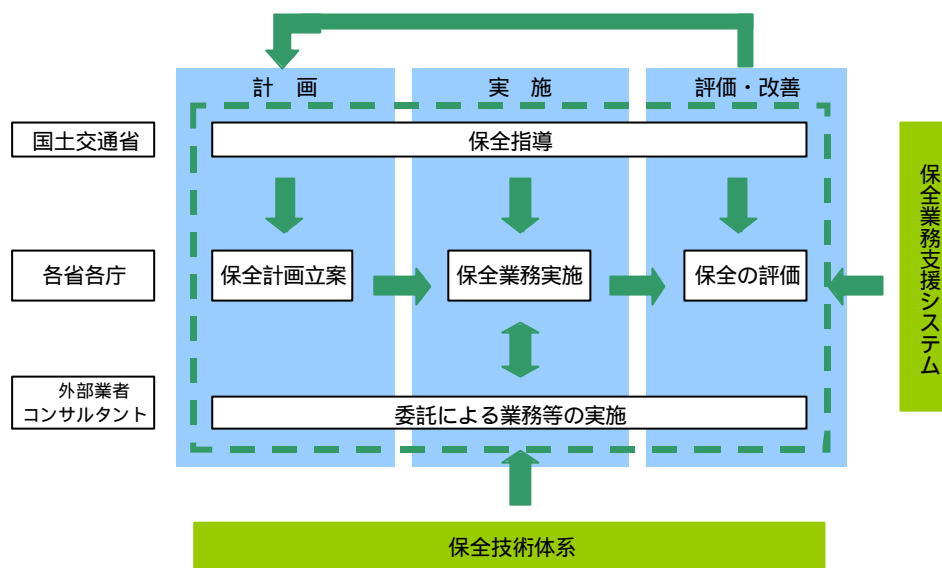 計　画
実　施
評価・改善
国土交通省
保全指導
各省各庁
保全計画立案
保全業務実施
保全の評価
保全業務支援システム
外部業者
コンサルタント
委託による業務等の実施
保全技術体系